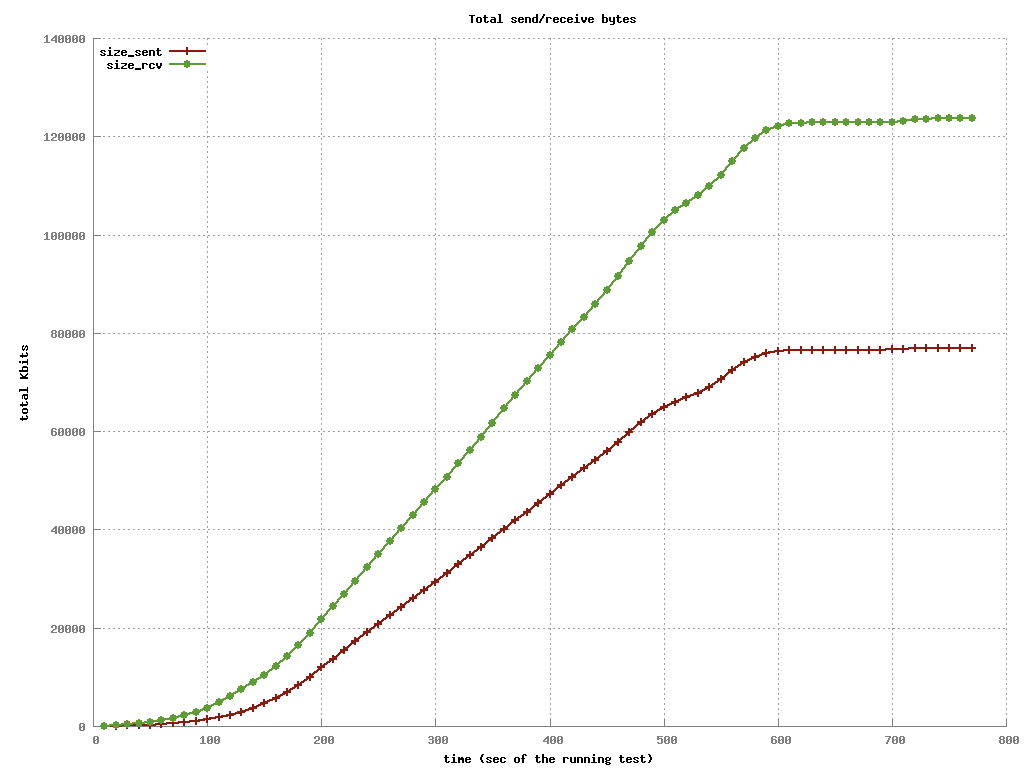 Total send/receive bytes
140000
120000
100000
80000
60000
40000
20000
0
size_sent
size_rcv
total Kbits
0 100 200 300 400 500 600 700 800
time (sec of the running test)